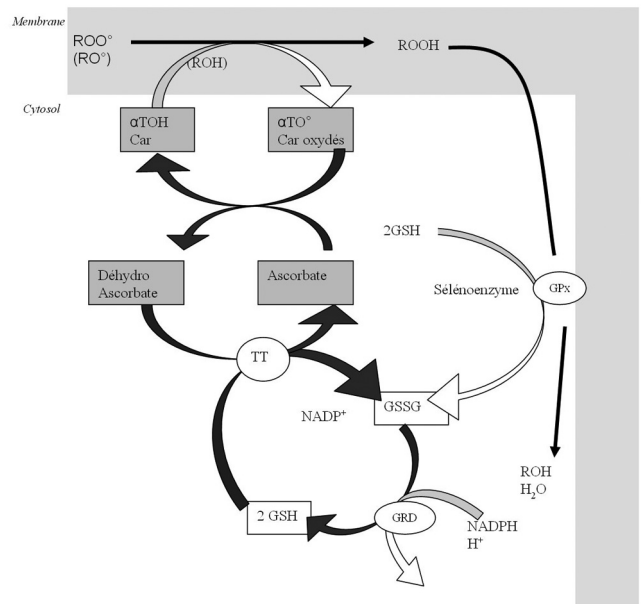 Membrane
ROO°
(RO°)
ROOH
(ROH)
Cytosol
αTOH
Car
αTO°
Car oxydés
2GSH
Déhydro
Ascorbate
Ascorbate
Sélénoenzyme
GPx
TT
NADP⁺
GSSG
ROH
H₂O
2 GSH
GRD
NADPH
H⁺